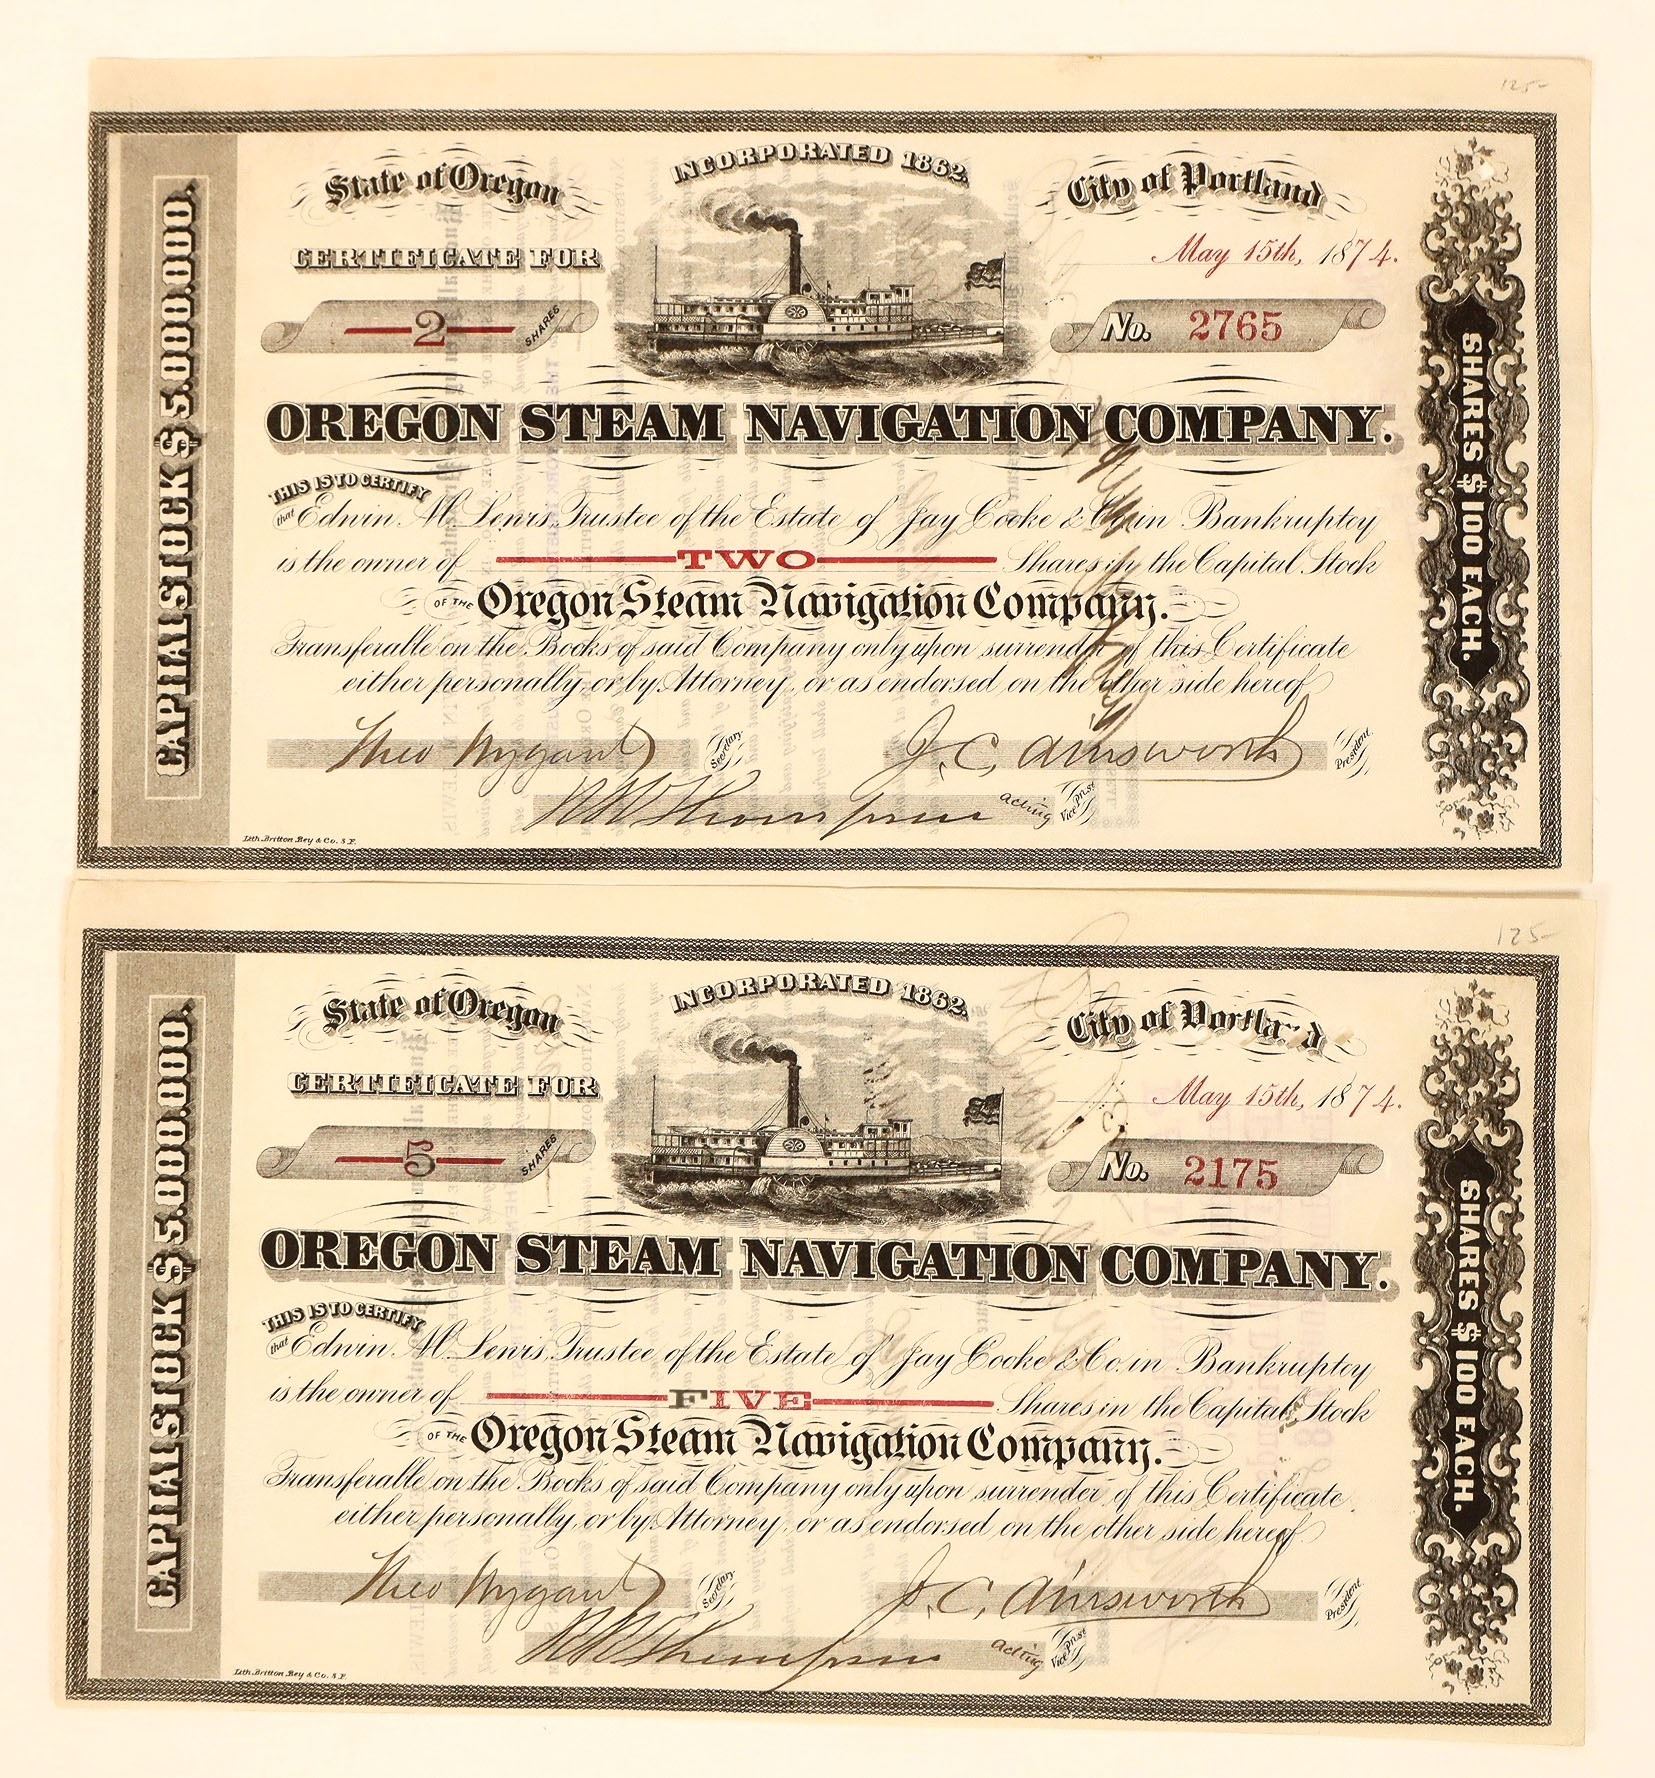 125-
INCORPORATED 1862.
State of Oregon
City of Portland
CERTIFICATE FOR
May 15th, 1874.
2 SHARES
No. 2765
CAPITAL STOCK $5.000.000.
SHARES $100 EACH.
OREGON STEAM NAVIGATION COMPANY.
THIS IS TO CERTIFY
that Edwin M. Lewis, Trustee of the Estate of Jay Cooke & Co. in Bankruptcy
is the owner of TWO Shares in the Capital Stock
OF THE Oregon Steam Navigation Company.
Transferable on the Books of said Company only upon surrender of this Certificate
either personally, or by Attorney, or as endorsed on the other side hereof
Theo Wygant Secretary
J. C. Ainsworth President.
R R Thompson acting Vice Prest
Lith. Britton Rey & Co. S.F.
125-
INCORPORATED 1862.
State of Oregon
City of Portland
CERTIFICATE FOR
May 15th, 1874.
5 SHARES
No. 2175
CAPITAL STOCK $5.000.000.
SHARES $100 EACH.
OREGON STEAM NAVIGATION COMPANY.
THIS IS TO CERTIFY
that Edwin M. Lewis, Trustee of the Estate of Jay Cooke & Co. in Bankruptcy
is the owner of FIVE Shares in the Capital Stock
OF THE Oregon Steam Navigation Company.
Transferable on the Books of said Company only upon surrender of this Certificate
either personally, or by Attorney, or as endorsed on the other side hereof
Theo Wygant Secretary
J. C. Ainsworth President.
R R Thompson acting Vice Prest
Lith. Britton Rey & Co. S.F.